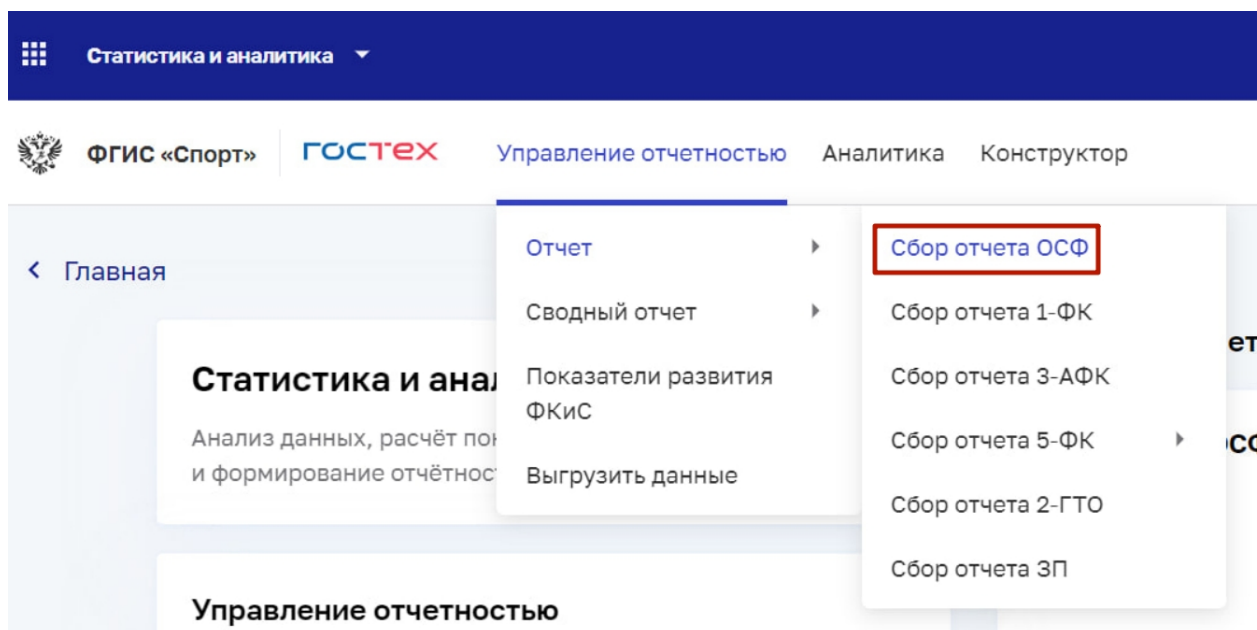 Статистика и аналитика
ФГИС «Спорт» гостех Управление отчетностью Аналитика Конструктор
Главная
Отчет
Сводный отчет
Показатели развития
ФКиС
Выгрузить данные
Сбор отчета ОСФ
Сбор отчета 1-ФК
Сбор отчета 3-АФК
Сбор отчета 5-ФК
Сбор отчета 2-ГТО
Сбор отчета ЗП
Статистика и анал
Анализ данных, расчёт по
и формирование отчётнос
Управление отчетностью